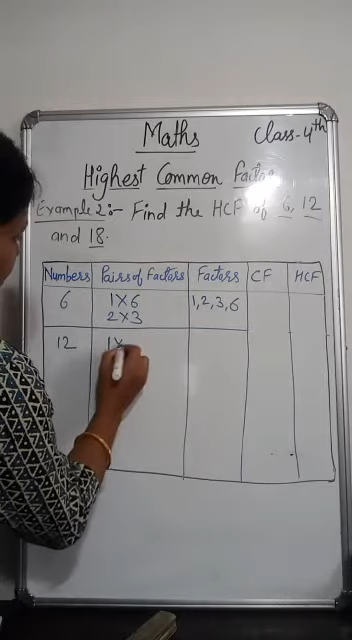 Maths Class-4th
Highest Common Factor
Example 2:- Find the HCF of 6, 12
and 18.
Numbers Pairs of Factors Factors CF HCF
6 1×6 1,2,3,6
2×3
12 1×